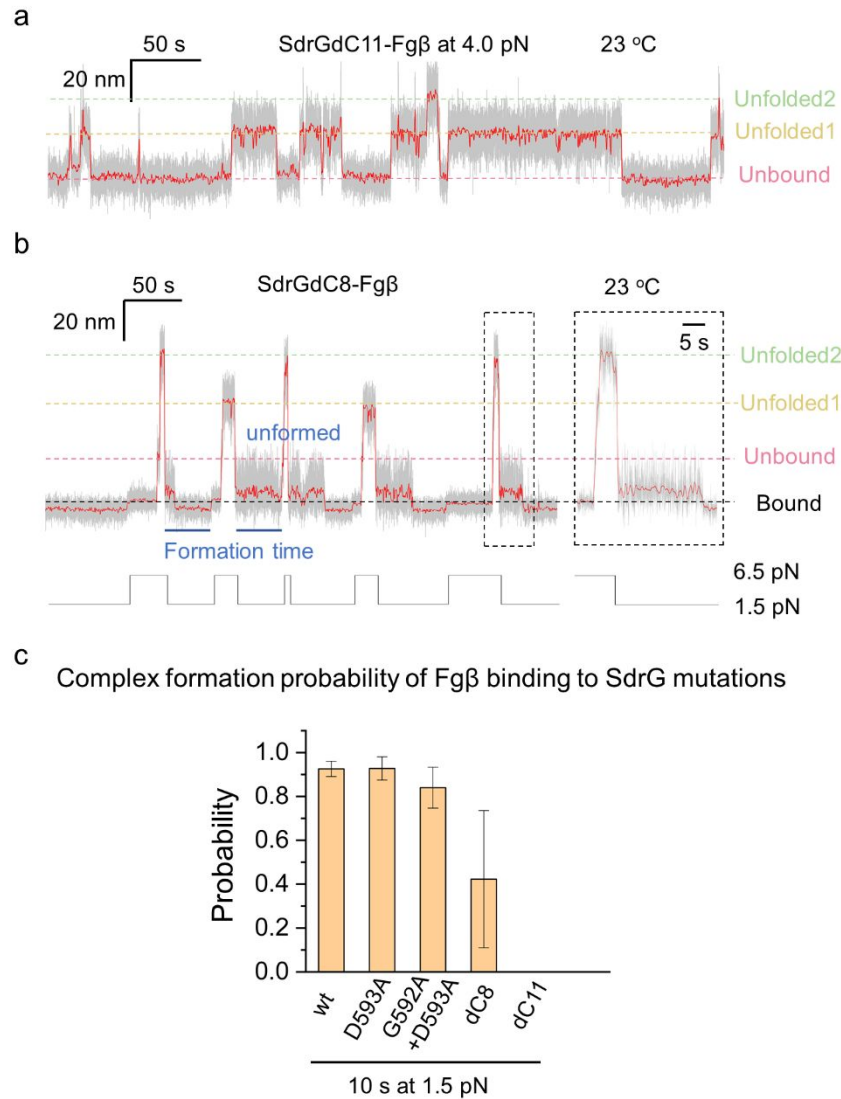 a
50 s
SdrGdC11-Fgβ at 4.0 pN
23 °C
20 nm
Unfolded2
Unfolded1
Unbound
b
50 s
SdrGdC8-Fgβ
23 °C
20 nm
5 s
Unfolded2
Unfolded1
unformed
Unbound
Bound
Formation time
6.5 pN
1.5 pN
c
Complex formation probability of Fgβ binding to SdrG mutations
Probability
1.0
0.8
0.6
0.4
0.2
0.0
wt
D593A
G592A
+D593A
dC8
dC11
10 s at 1.5 pN